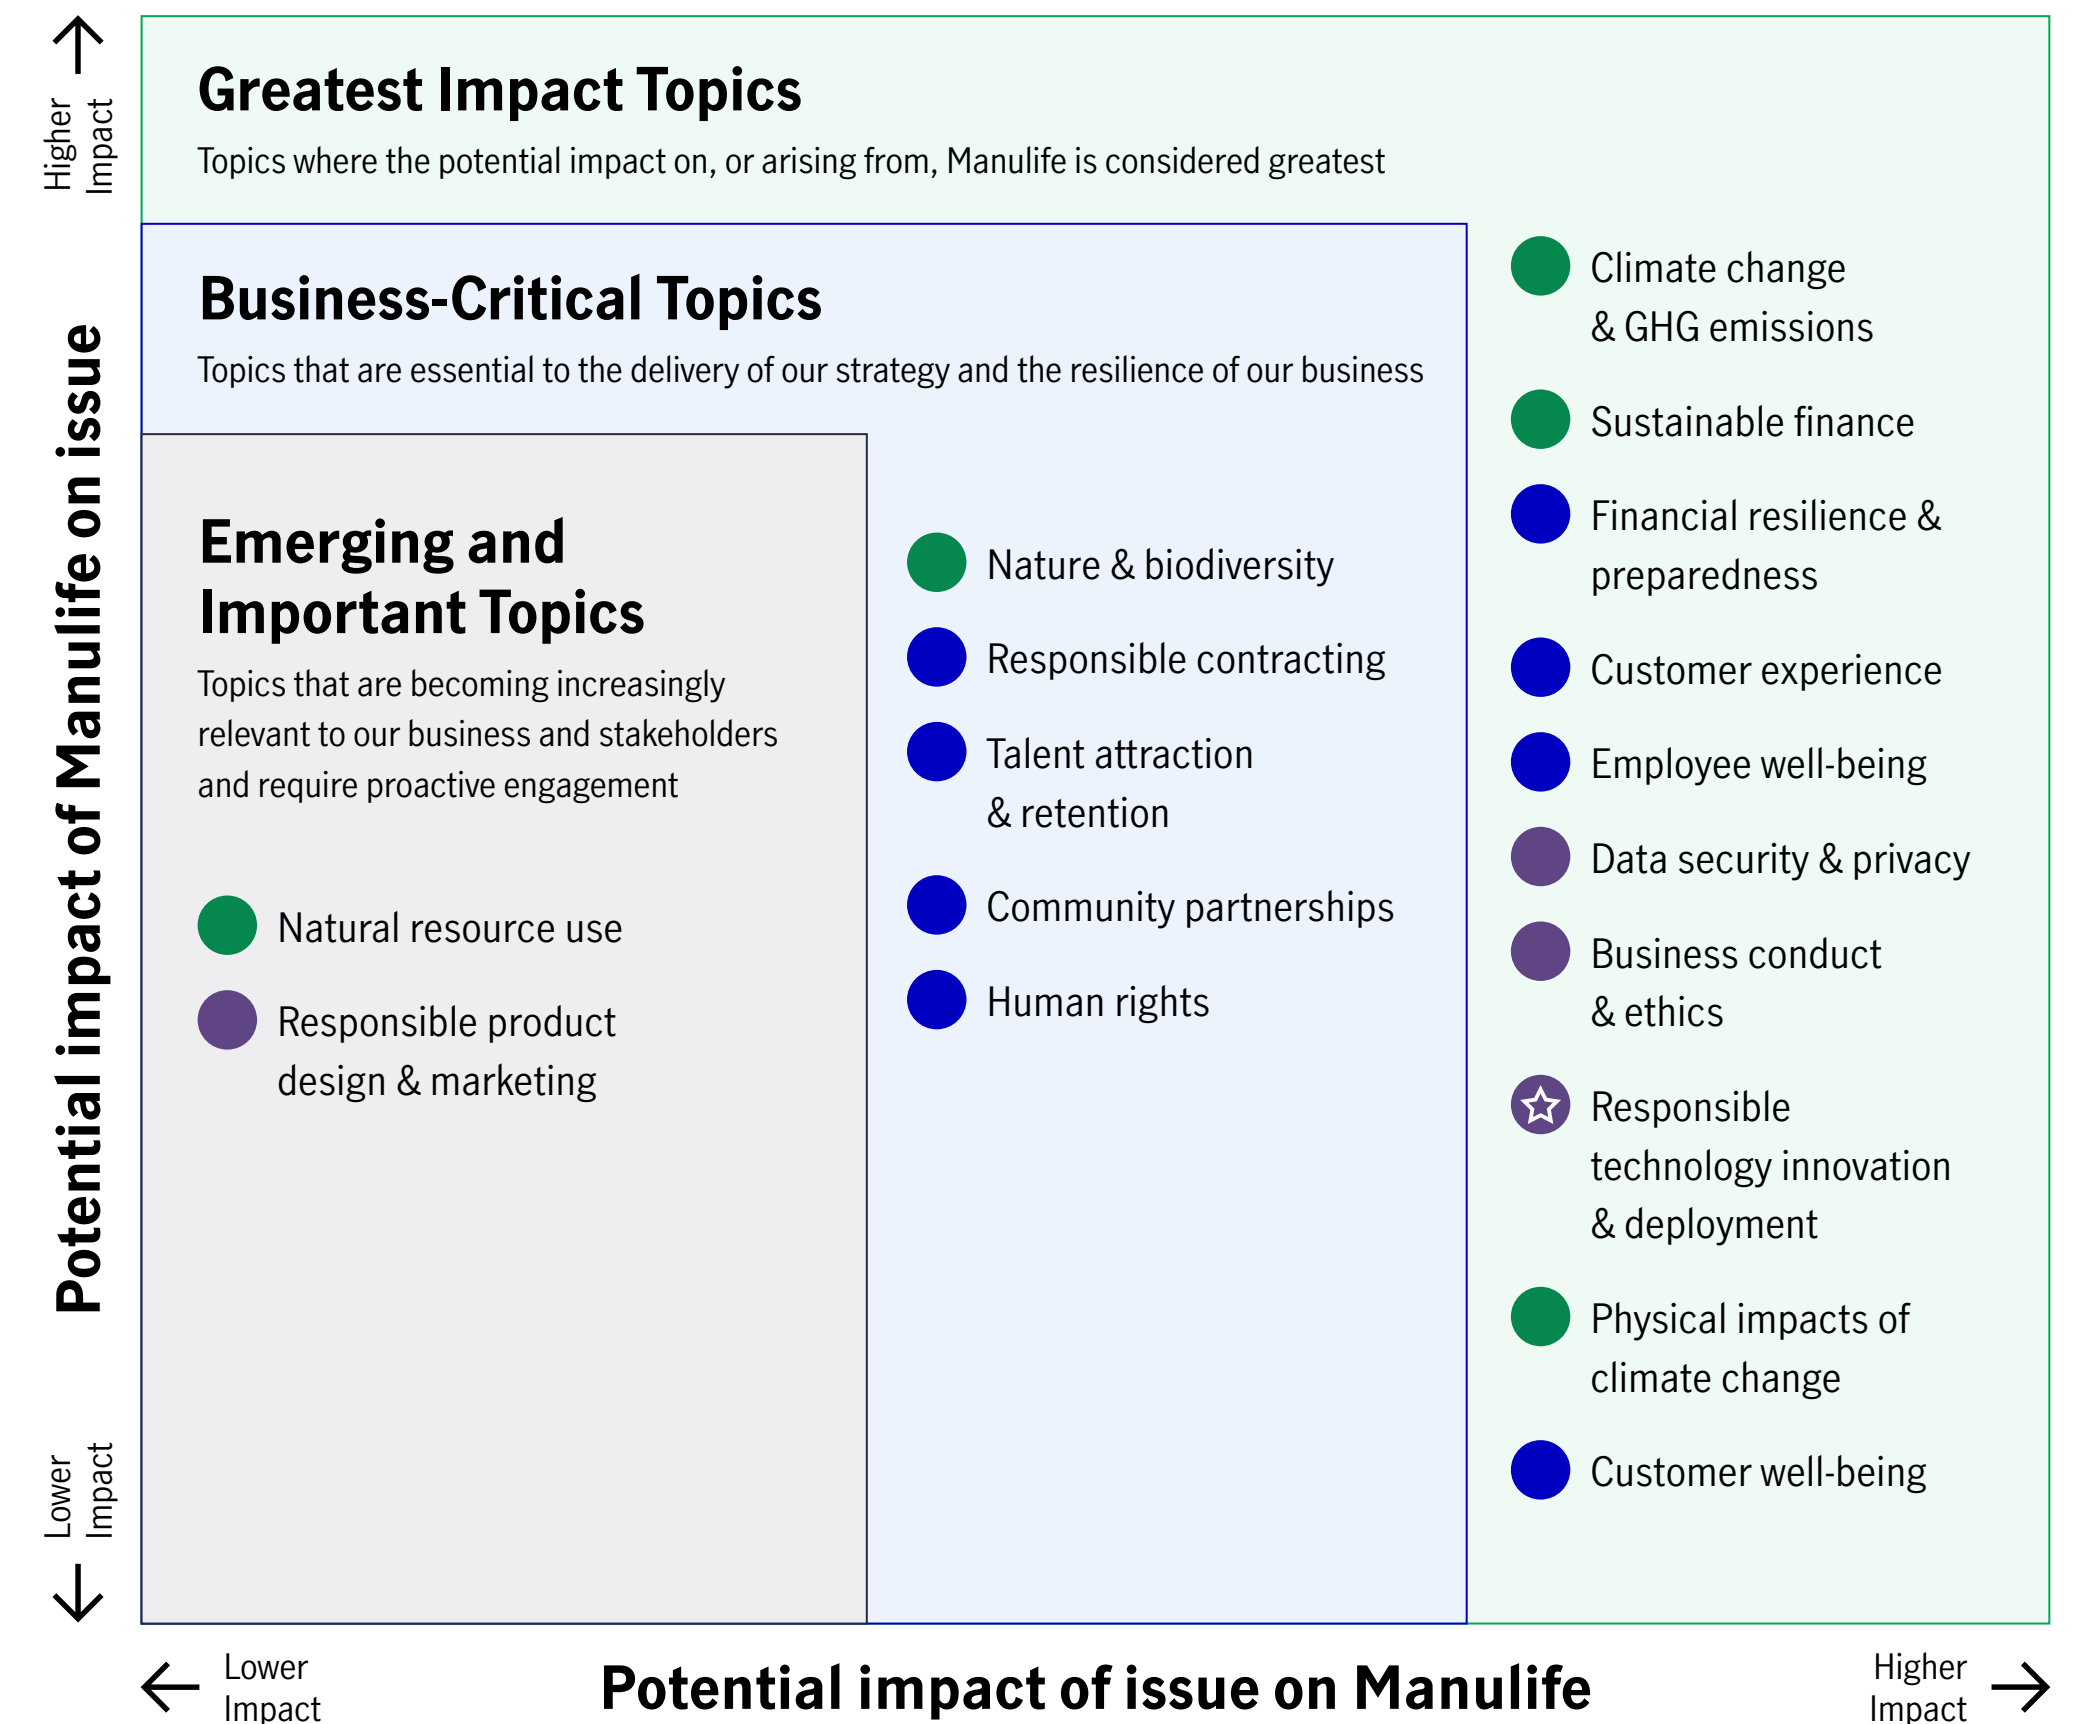 Higher
Impact
Potential impact of Manulife on issue
Lower
Impact
Greatest Impact Topics
Topics where the potential impact on, or arising from, Manulife is considered greatest
Business-Critical Topics
Topics that are essential to the delivery of our strategy and the resilience of our business
Emerging and
Important Topics
Topics that are becoming increasingly
relevant to our business and stakeholders
and require proactive engagement
Natural resource use
Responsible product
design & marketing
Nature & biodiversity
Responsible contracting
Talent attraction
& retention
Community partnerships
Human rights
Climate change
& GHG emissions
Sustainable finance
Financial resilience &
preparedness
Customer experience
Employee well-being
Data security & privacy
Business conduct
& ethics
Responsible
technology innovation
& deployment
Physical impacts of
climate change
Customer well-being
Lower
Impact
Potential impact of issue on Manulife
Higher
Impact